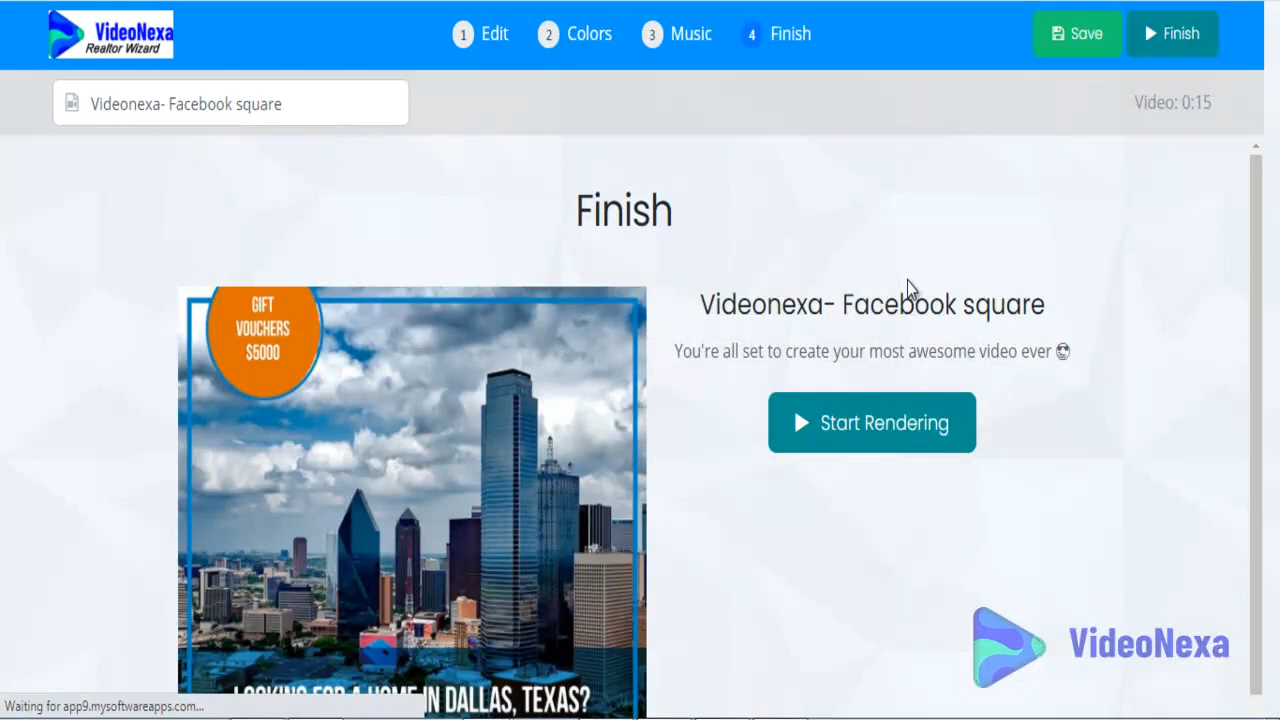 VideoNexa
Realtor Wizard
1 Edit
2 Colors
3 Music
4 Finish
Save
Finish
Videonexa- Facebook square
Video: 0:15
Finish
GIFT
VOUCHERS
$5000
Videonexa- Facebook square
You're all set to create your most awesome video ever
Start Rendering
LOOKING FOR A HOME IN DALLAS, TEXAS?
VideoNexa
Waiting for app9.mysoftwareapps.com...